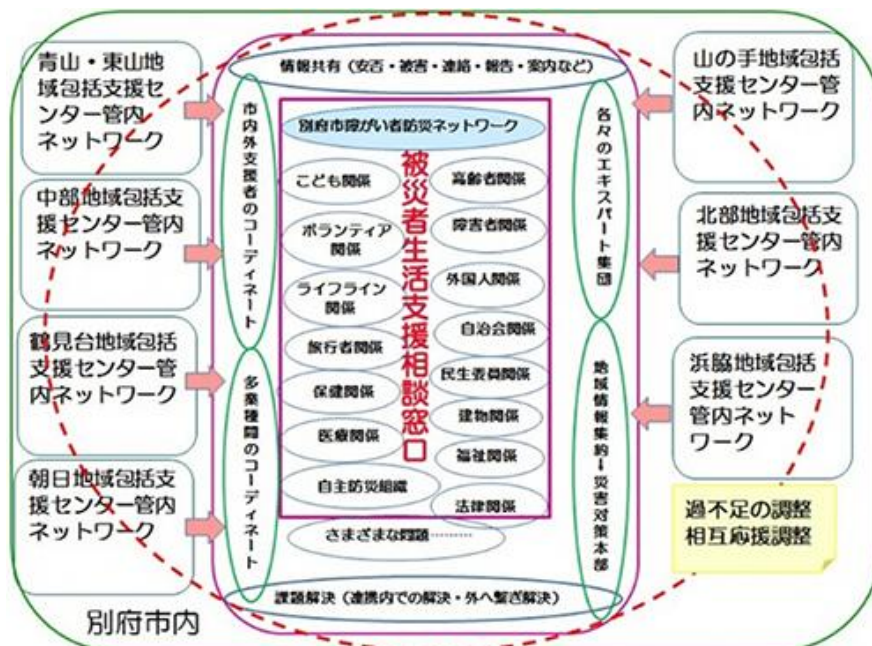 青山・東山地
域包括支援セ
ンター管内
ネットワーク
中部地域包括支
援センター管内
ネットワーク
鶴見台地域包括
支援センター管
内ネットワーク
朝日地域包括支
援センター管内
ネットワーク
別府市内
情報共有（安否・被害・連絡・報告・案内など）
市内外支援者のコーディネート
多業種間のコーディネート
別府市障がい者防災ネットワーク
被災者生活支援相談窓口
こども関係
ボランティア
関係
ライフライン
関係
旅行者関係
保健関係
医療関係
自主防災組織
さまざまな問題………
高齢者関係
障害者関係
外国人関係
自治会関係
民生委員関係
建物関係
福祉関係
法律関係
各々のエキスパート集団
地域情報集約→災害対策本部
課題解決（連携内での解決・外へ繋ぎ解決）
山の手地域包括
支援センター管
内ネットワーク
北部地域包括支
援センター管内
ネットワーク
浜脇地域包括
支援センター
管内ネット
ワーク
過不足の調整
相互応援調整